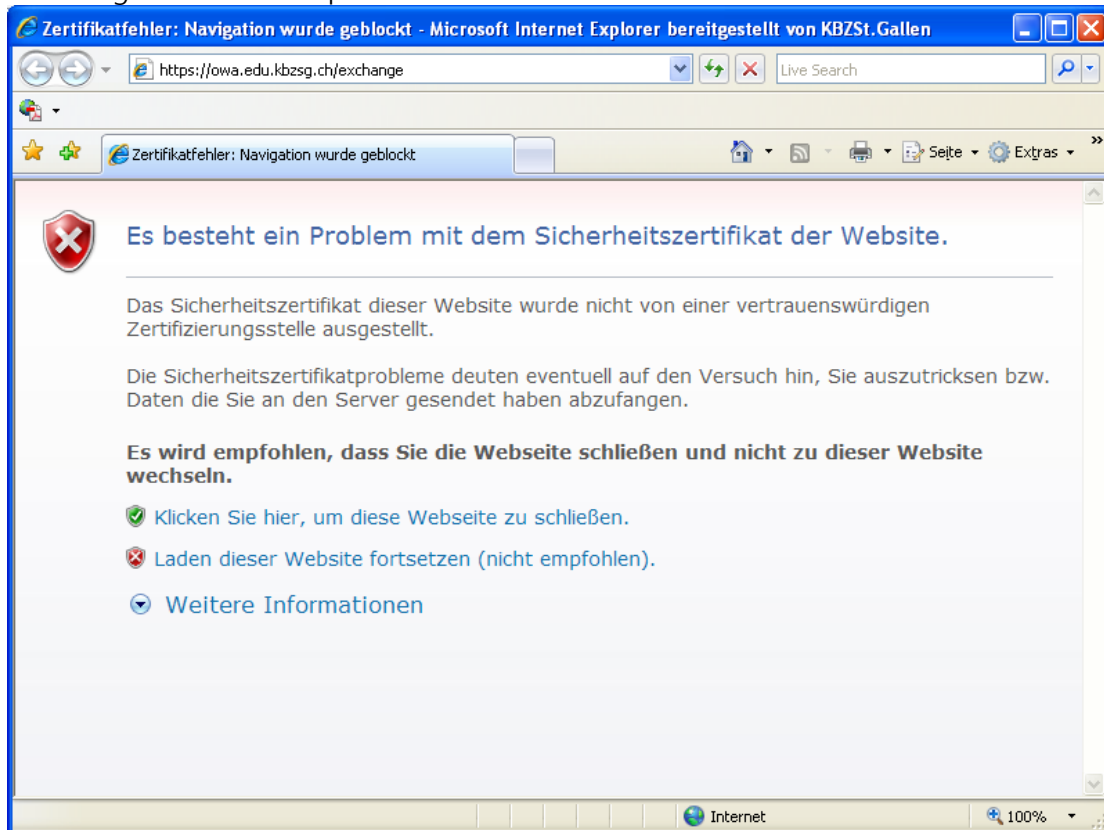 Zertifikatfehler: Navigation wurde geblockt - Microsoft Internet Explorer bereitgestellt von KBZSt.Gallen
https://owa.edu.kbzsg.ch/exchange
Live Search
Zertifikatfehler: Navigation wurde geblockt
Seite
Extras
Es besteht ein Problem mit dem Sicherheitszertifikat der Website.
Das Sicherheitszertifikat dieser Website wurde nicht von einer vertrauenswürdigen
Zertifizierungsstelle ausgestellt.
Die Sicherheitszertifikatprobleme deuten eventuell auf den Versuch hin, Sie auszutricksen bzw.
Daten die Sie an den Server gesendet haben abzufangen.
Es wird empfohlen, dass Sie die Webseite schließen und nicht zu dieser Website
wechseln.
Klicken Sie hier, um diese Webseite zu schließen.
Laden dieser Website fortsetzen (nicht empfohlen).
Weitere Informationen
Internet
100%